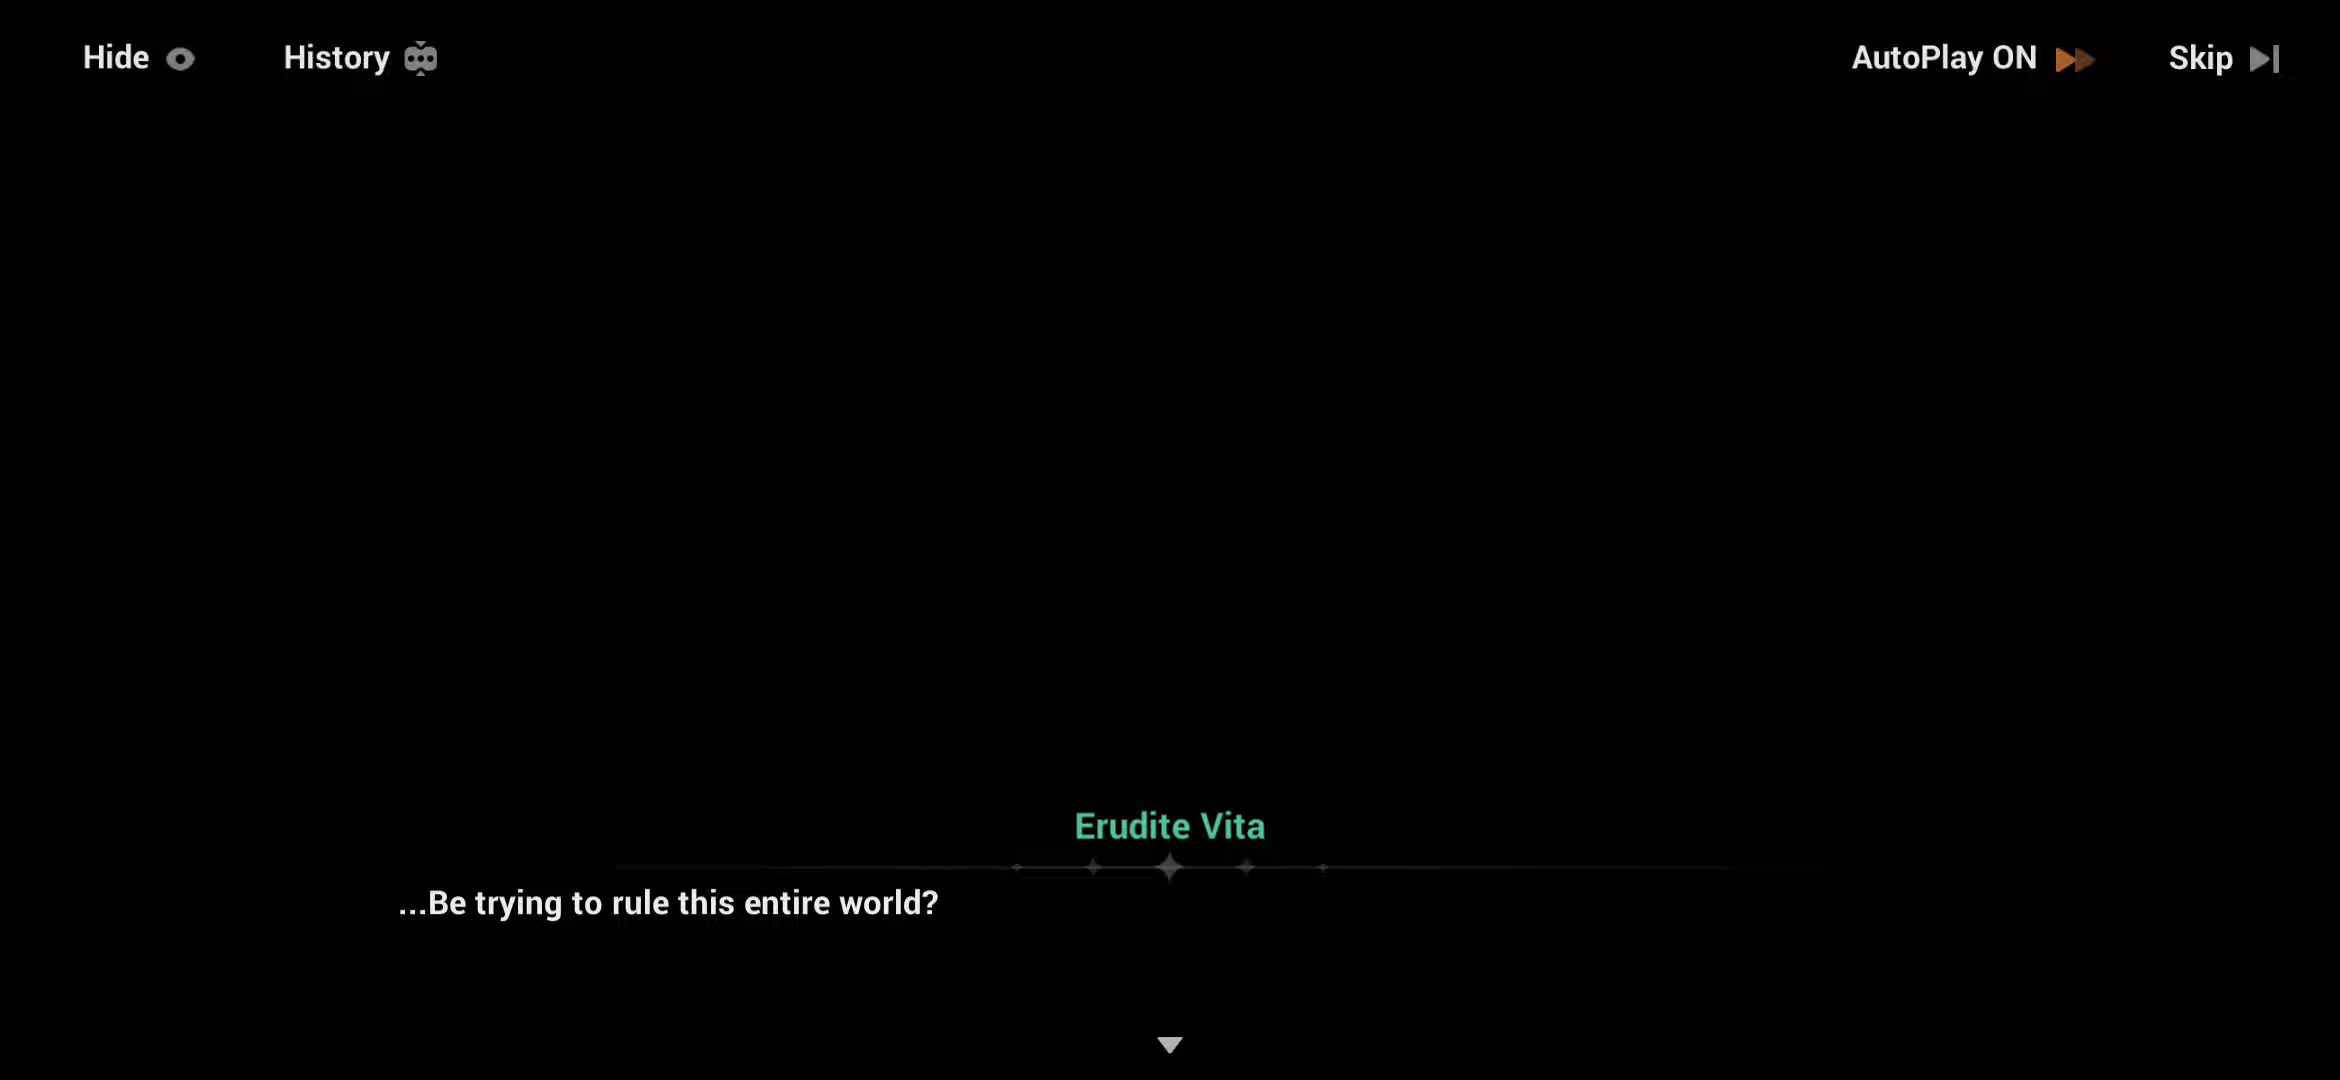 Hide
History
AutoPlay ON
Skip
Erudite Vita
...Be trying to rule this entire world?